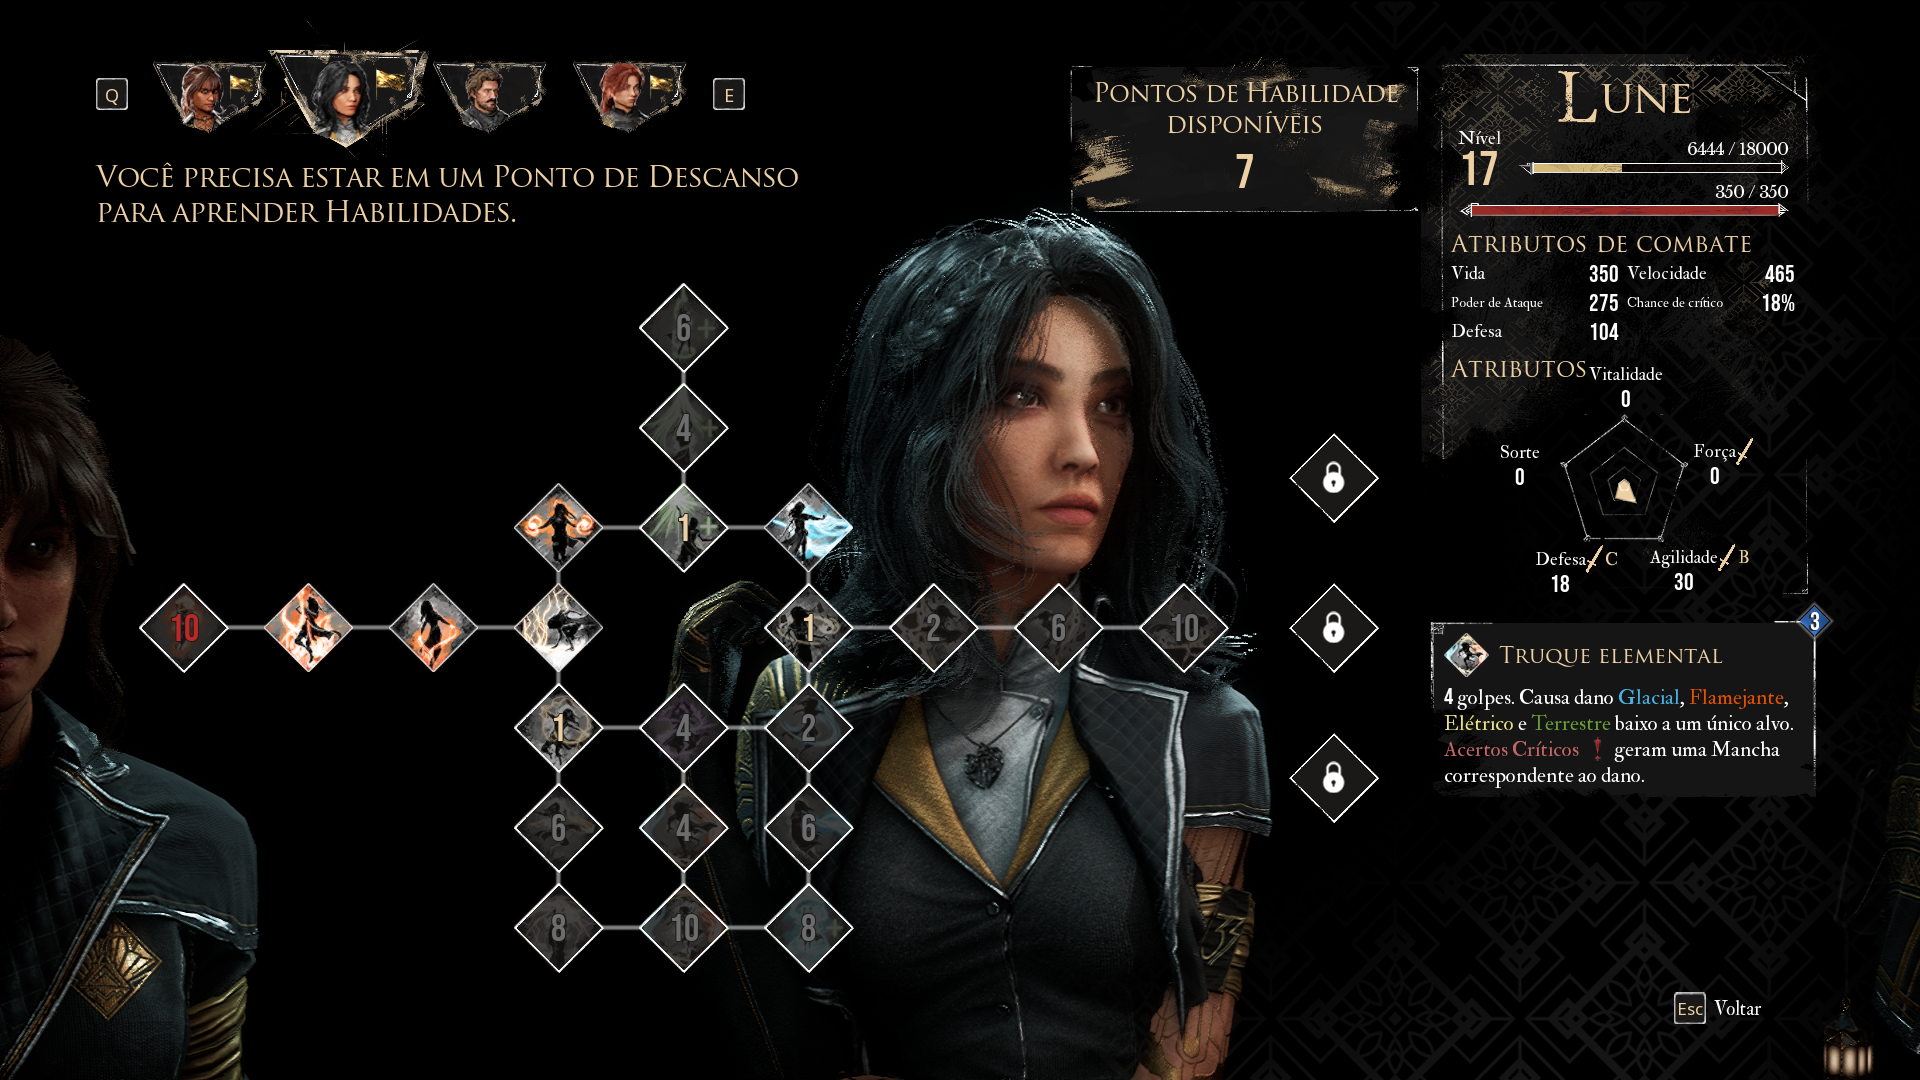 Q
E
VOCÊ PRECISA ESTAR EM UM PONTO DE DESCANSO
PARA APRENDER HABILIDADES.
PONTOS DE HABILIDADE
DISPONÍVEIS
7
LUNE
Nível
17
6444 / 18000
350 / 350
ATRIBUTOS DE COMBATE
Vida 350 Velocidade 465
Poder de Ataque 275 Chance de crítico 18%
Defesa 104
ATRIBUTOS
Vitalidade
0
Sorte
0
Força
0
Defesa C
18
Agilidade B
30
6
4
1
10
1 2 6 10
1 4 2
6 4 6
8 10 8
3
TRUQUE ELEMENTAL
4 golpes. Causa dano Glacial, Flamejante,
Elétrico e Terrestre baixo a um único alvo.
Acertos Críticos geram uma Mancha
correspondente ao dano.
Esc Voltar